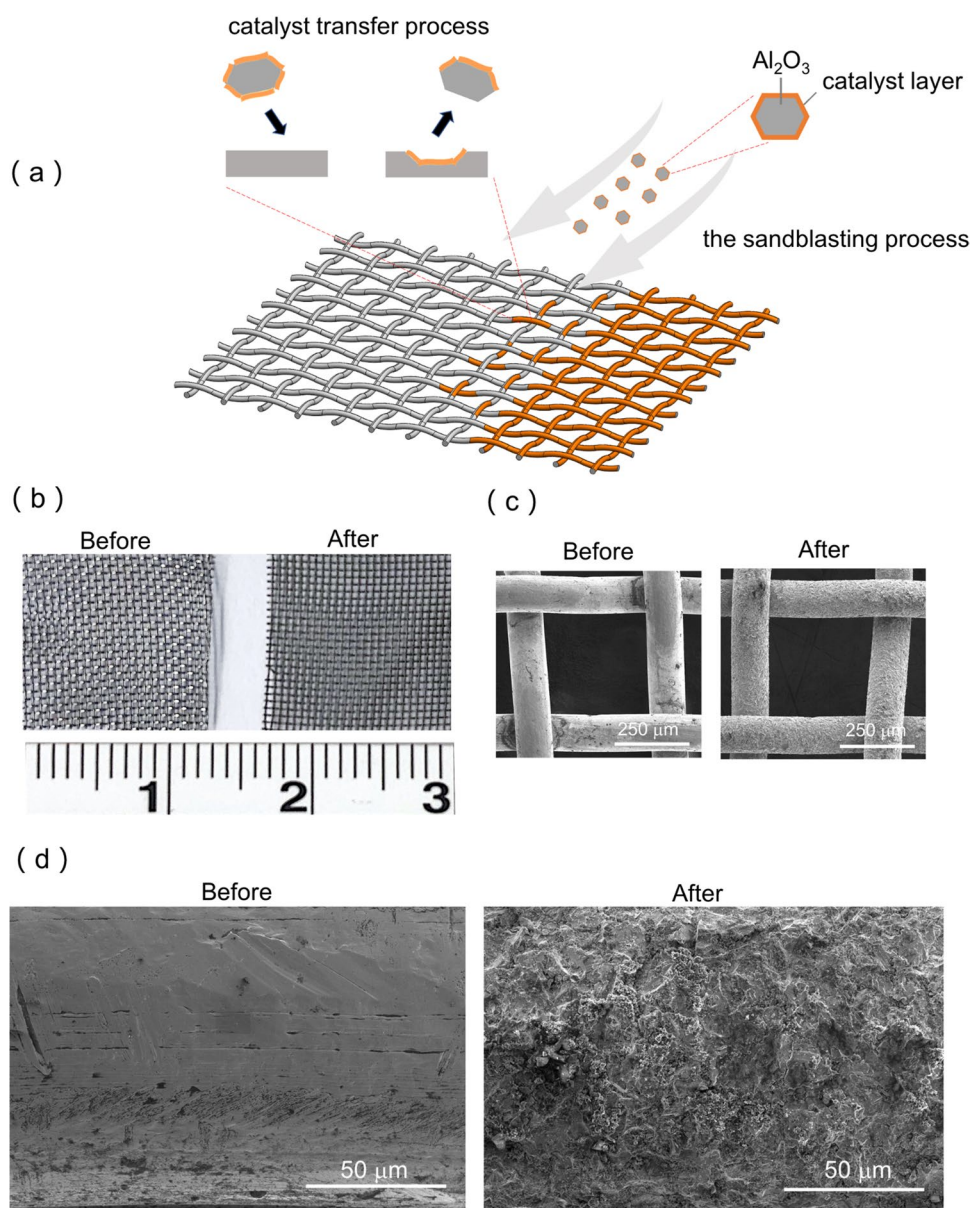 catalyst transfer process
Al₂O₃
catalyst layer
( a )
the sandblasting process
( b )
Before
After
1
2
3
( c )
Before
After
250 μm
250 μm
( d )
Before
After
50 μm
50 μm